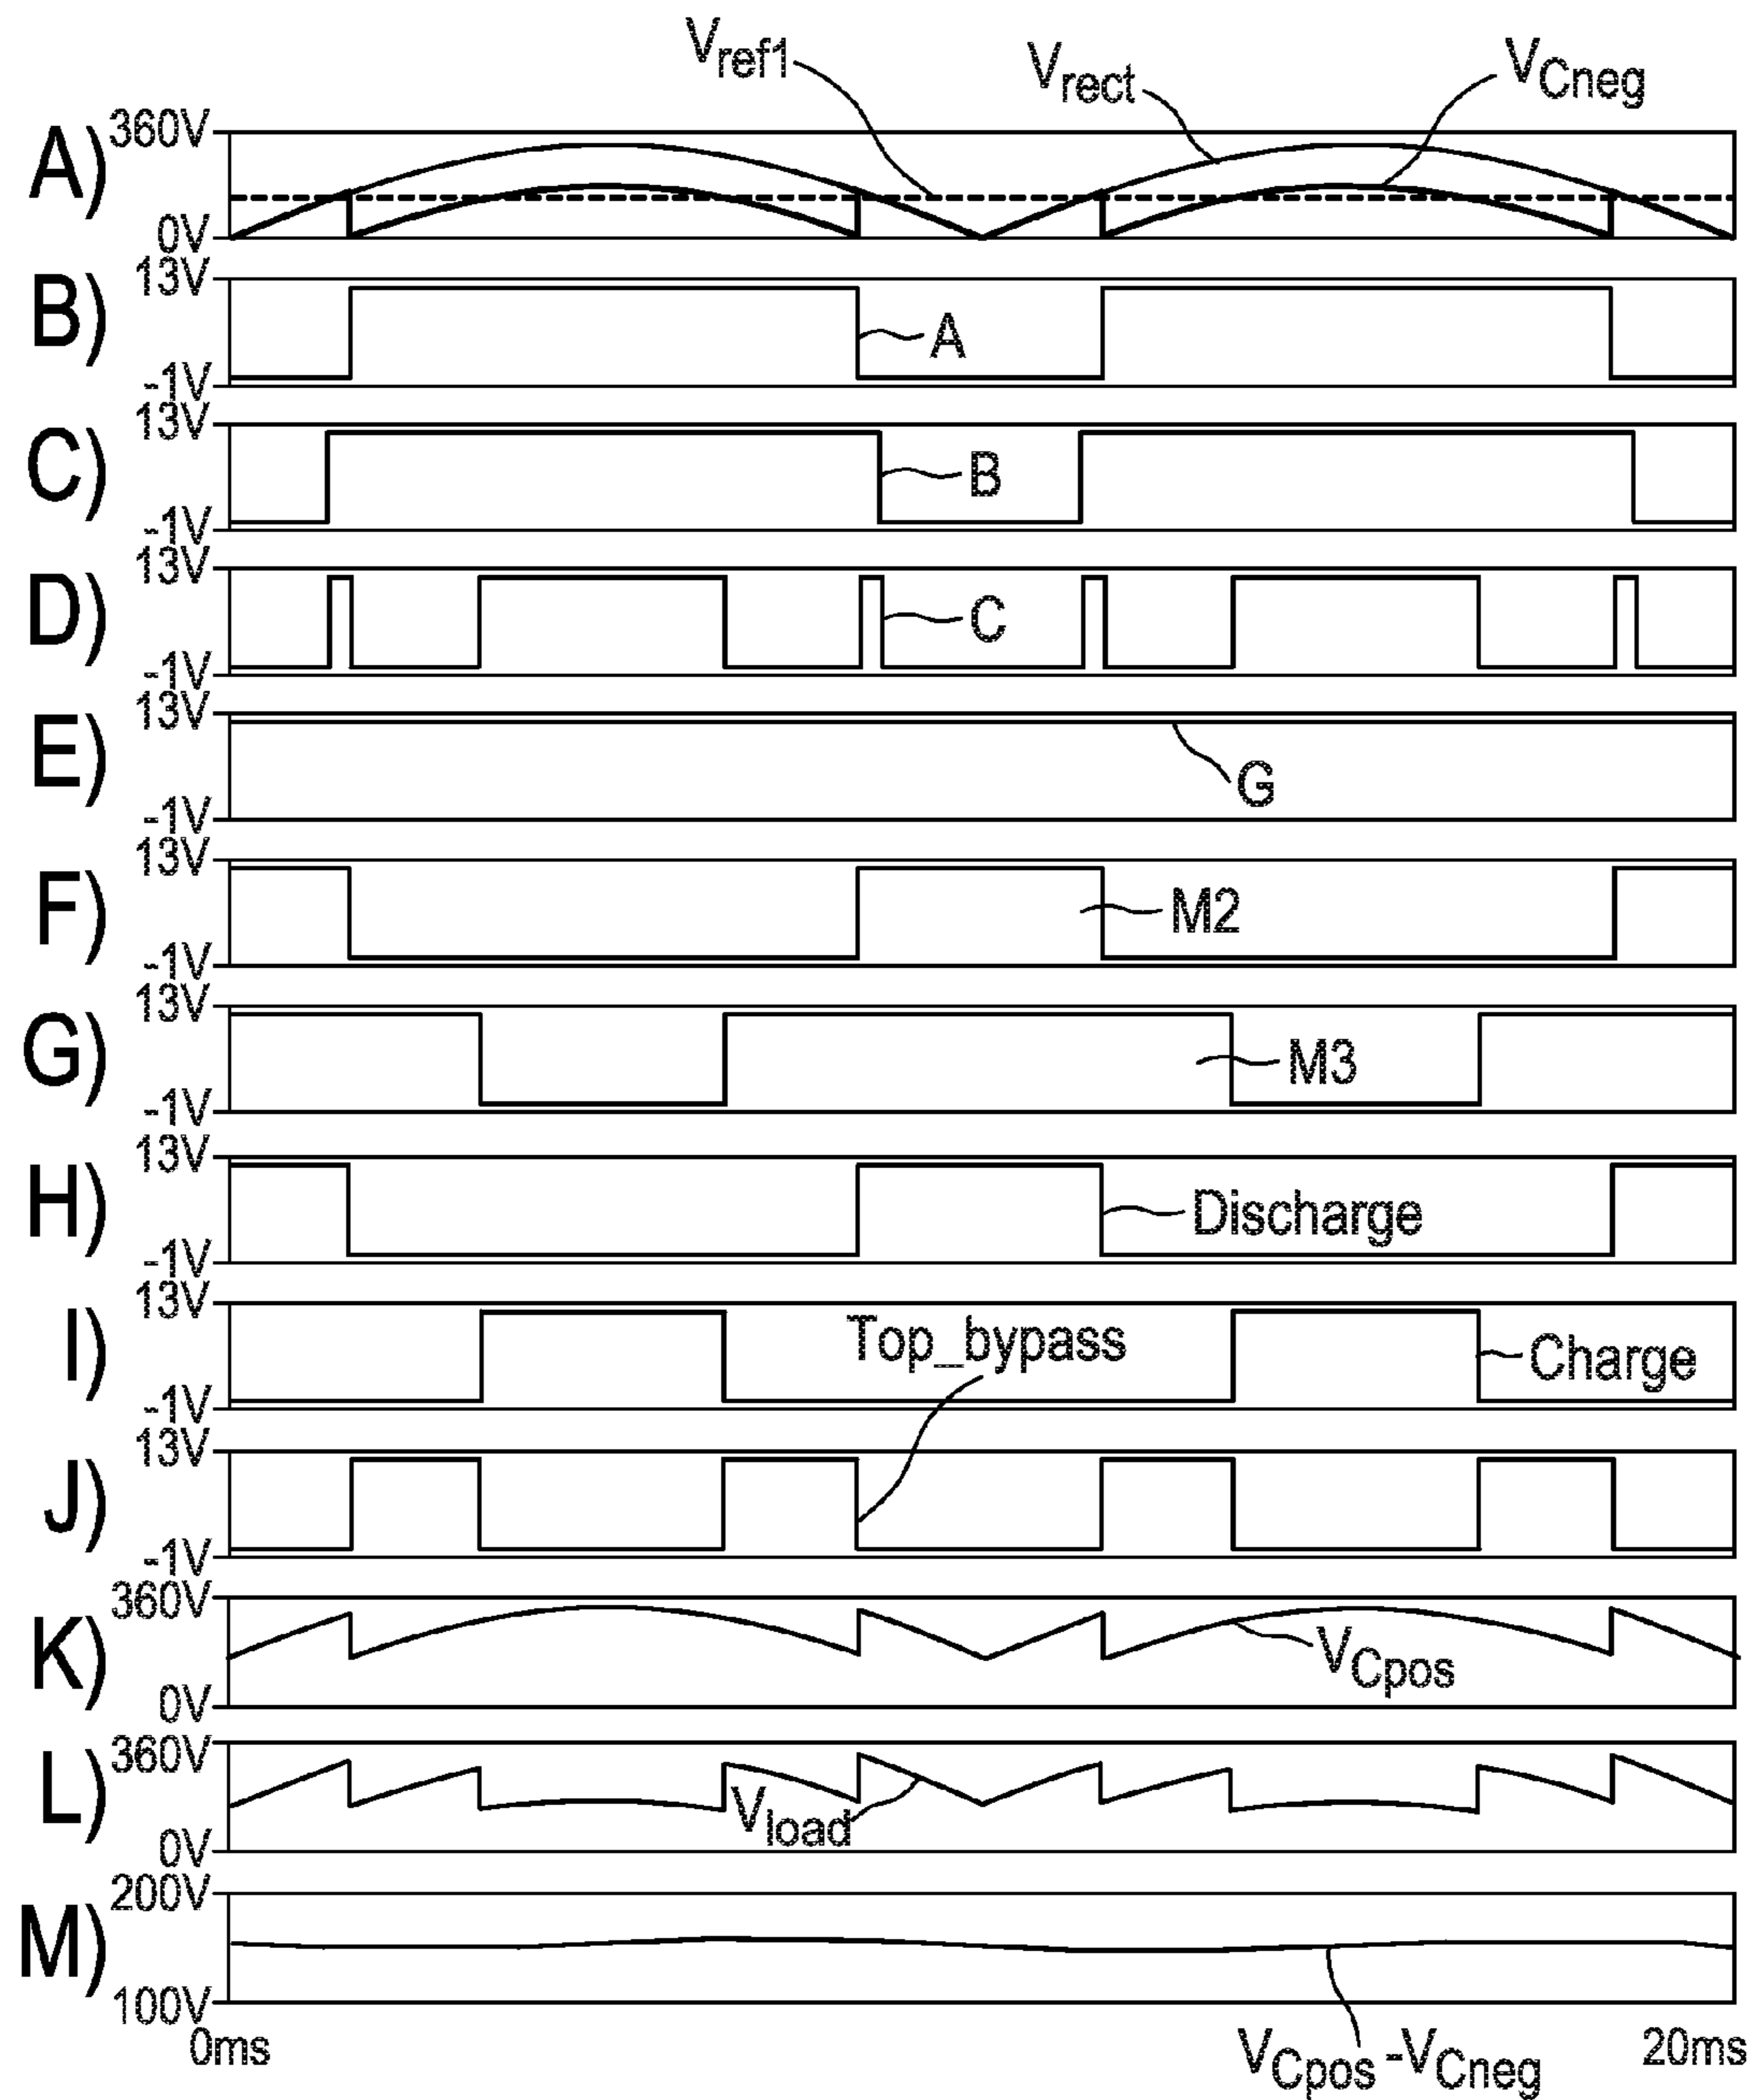 Vref1
Vrect
VCneg
A)
360V
0V
B)
13V
-1V
A
C)
13V
-1V
B
D)
13V
-1V
C
E)
13V
-1V
G
F)
13V
-1V
M2
G)
13V
-1V
M3
H)
13V
-1V
Discharge
I)
13V
-1V
Top_bypass
Charge
J)
13V
-1V
K)
360V
0V
VCpos
L)
360V
0V
Vload
M)
200V
100V
0ms
VCpos-VCneg
20ms